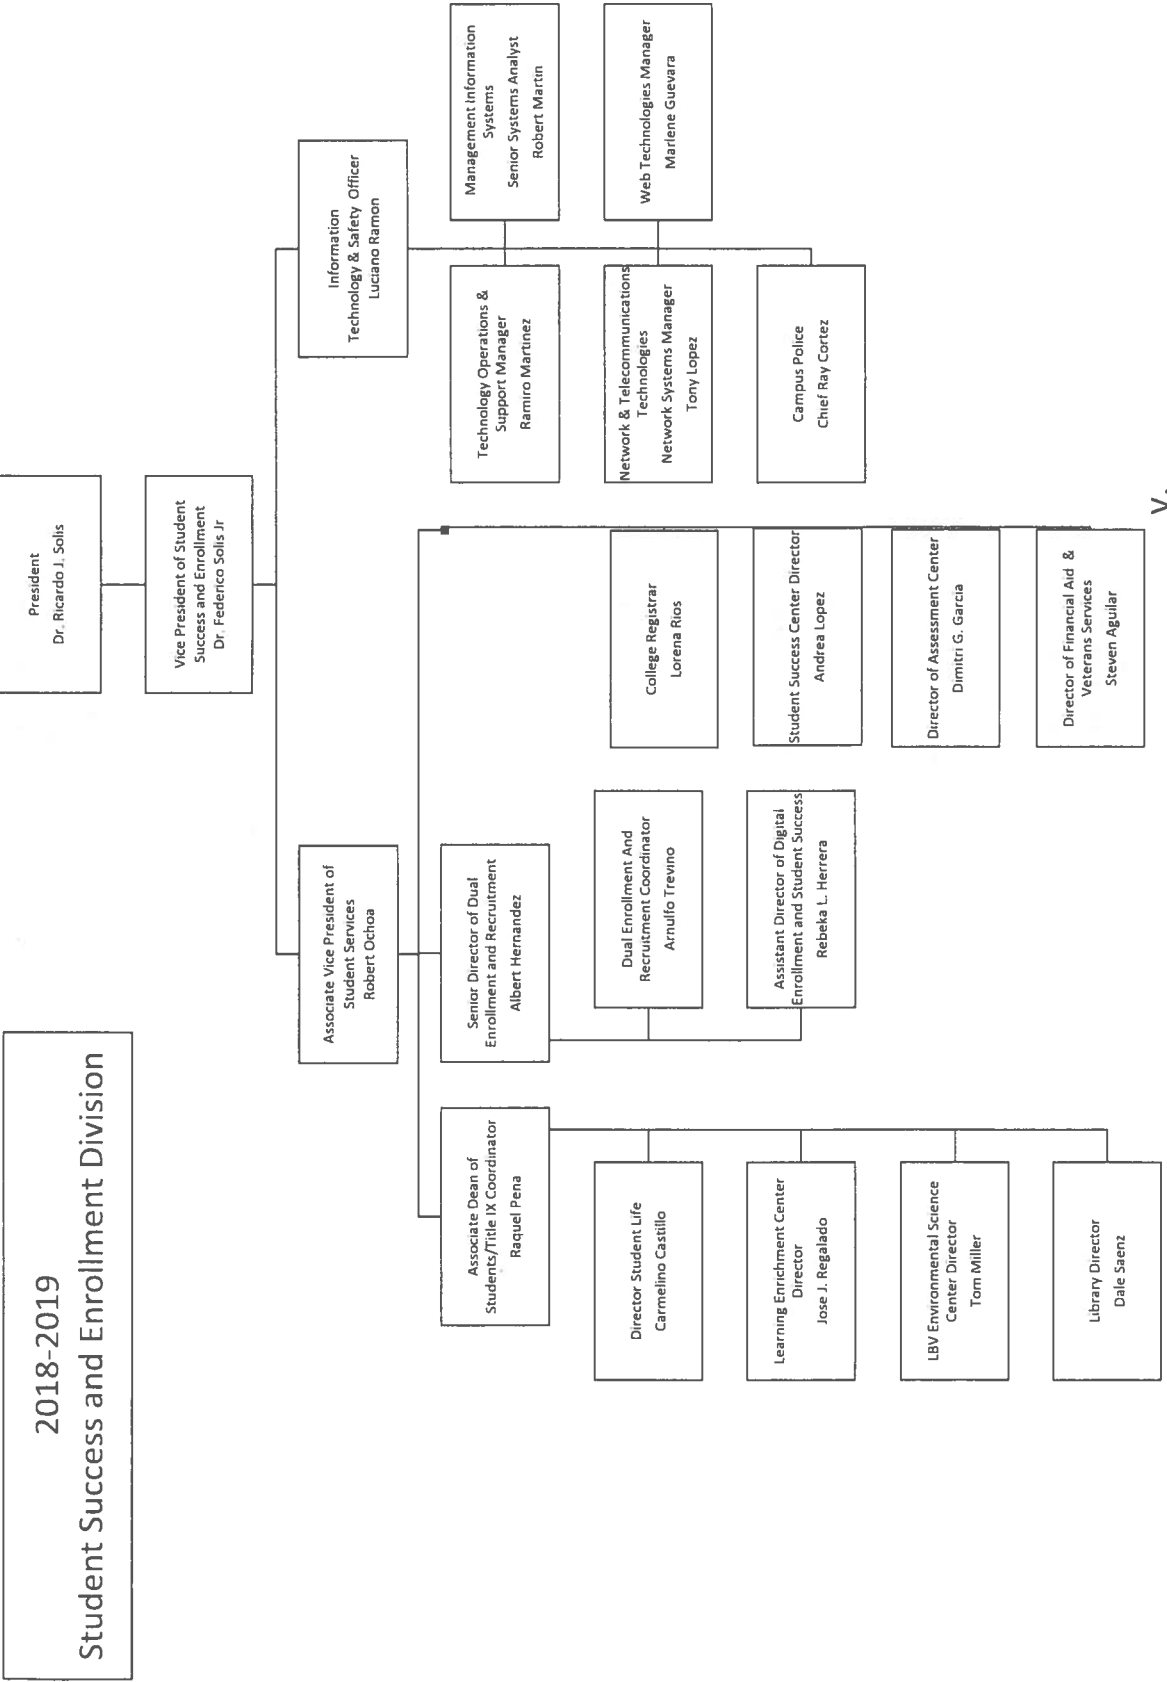 2018-2019
Student Success and Enrollment Division
President
Dr. Ricardo J. Solis
Vice President of Student
Success and Enrollment
Dr. Federico Solis Jr
Associate Vice President of
Student Services
Robert Ochoa
Information
Technology & Safety Officer
Luciano Ramon
Associate Dean of
Students/Title IX Coordinator
Raquel Pena
Senior Director of Dual
Enrollment and Recruitment
Albert Hernandez
Technology Operations &
Support Manager
Ramiro Martinez
Management Information
Systems
Senior Systems Analyst
Robert Martin
Director Student Life
Carmelino Castillo
Dual Enrollment And
Recruitment Coordinator
Arnulfo Trevino
College Registrar
Lorena Rios
Network & Telecommunications
Technologies
Network Systems Manager
Tony Lopez
Web Technologies Manager
Marlene Guevara
Learning Enrichment Center
Director
Jose J. Regalado
Assistant Director of Digital
Enrollment and Student Success
Rebeka L. Herrera
Student Success Center Director
Andrea Lopez
Campus Police
Chief Ray Cortez
LBV Environmental Science
Center Director
Tom Miller
Director of Assessment Center
Dimitri G. Garcia
Library Director
Dale Saenz
Director of Financial Aid &
Veterans Services
Steven Aguilar